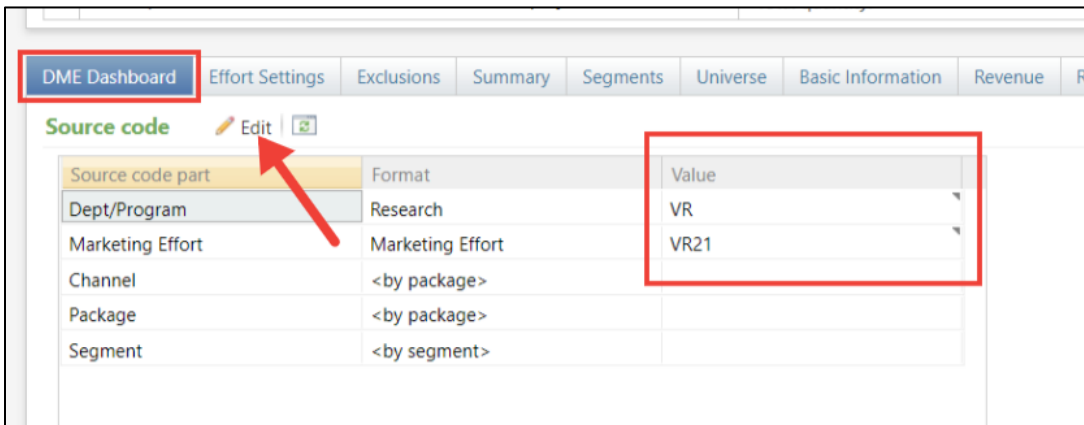 DME Dashboard Effort Settings Exclusions Summary Segments Universe Basic Information Revenue R
Source code Edit
Source code part Format Value
Dept/Program Research VR
Marketing Effort Marketing Effort VR21
Channel <by package>
Package <by package>
Segment <by segment>